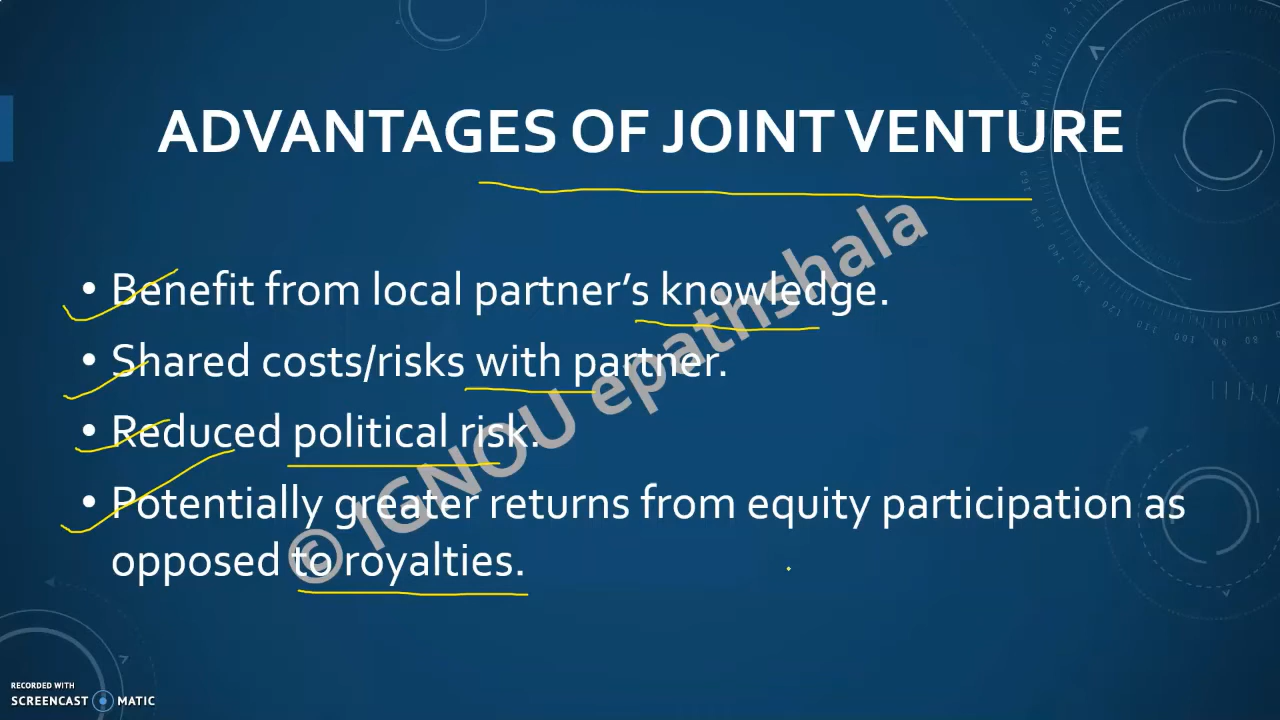 ADVANTAGES OF JOINT VENTURE
• Benefit from local partner’s knowledge.
• Shared costs/risks with partner.
• Reduced political risk.
• Potentially greater returns from equity participation as
opposed to royalties.
© IGNOU epathshala
RECORDED WITH
SCREENCAST MATIC